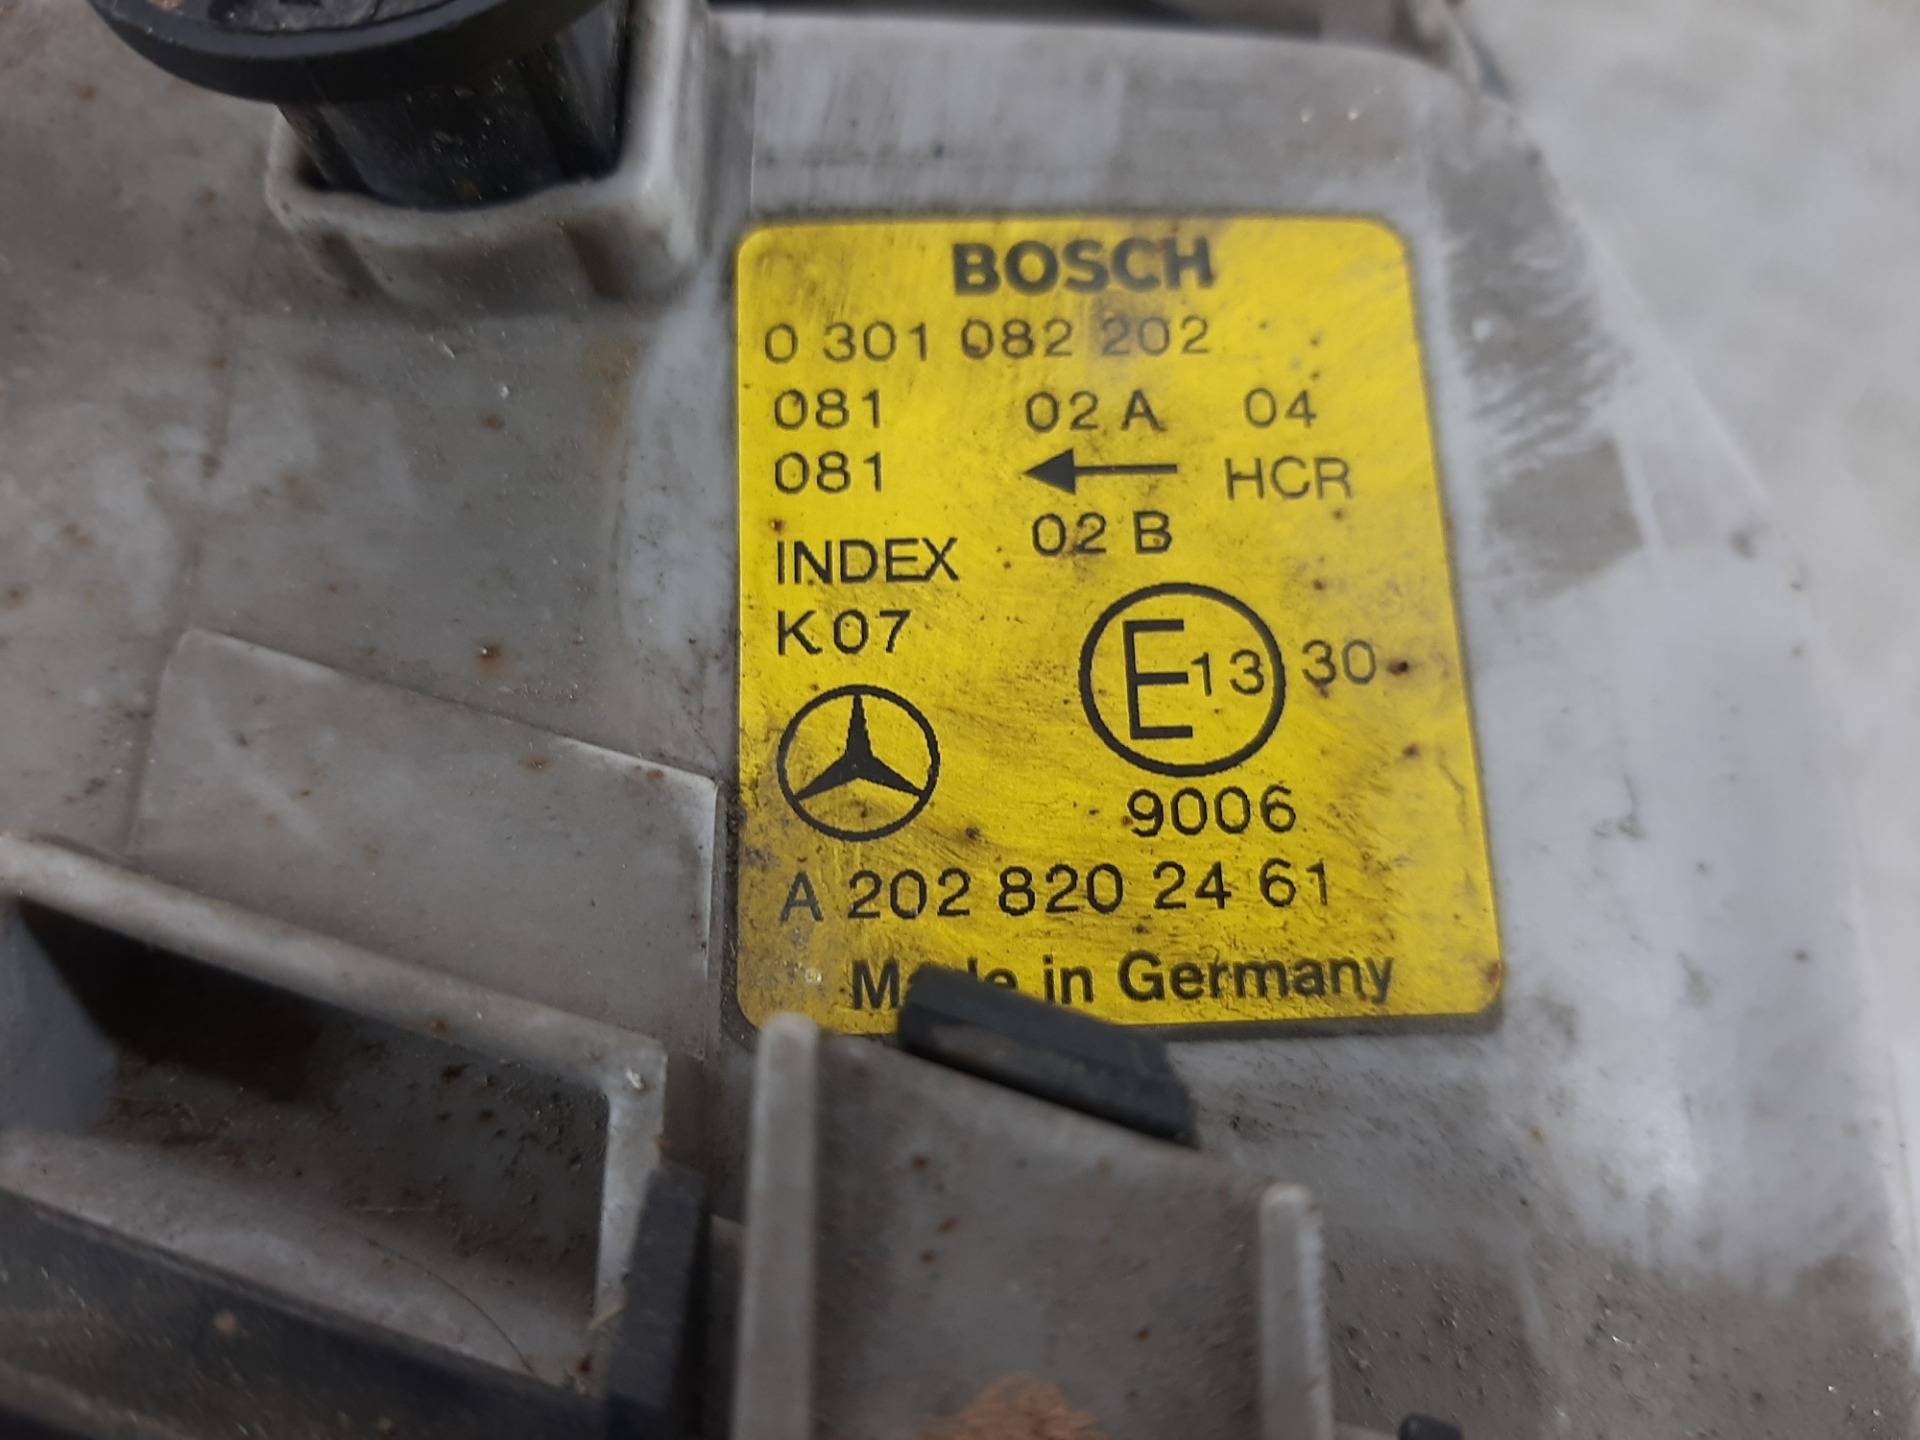 BOSCH
0 301 082 202
081 02 A 04
081 ← HCR
02 B
INDEX
K07
E13 30
9006
A 202 820 24 61
in Germany